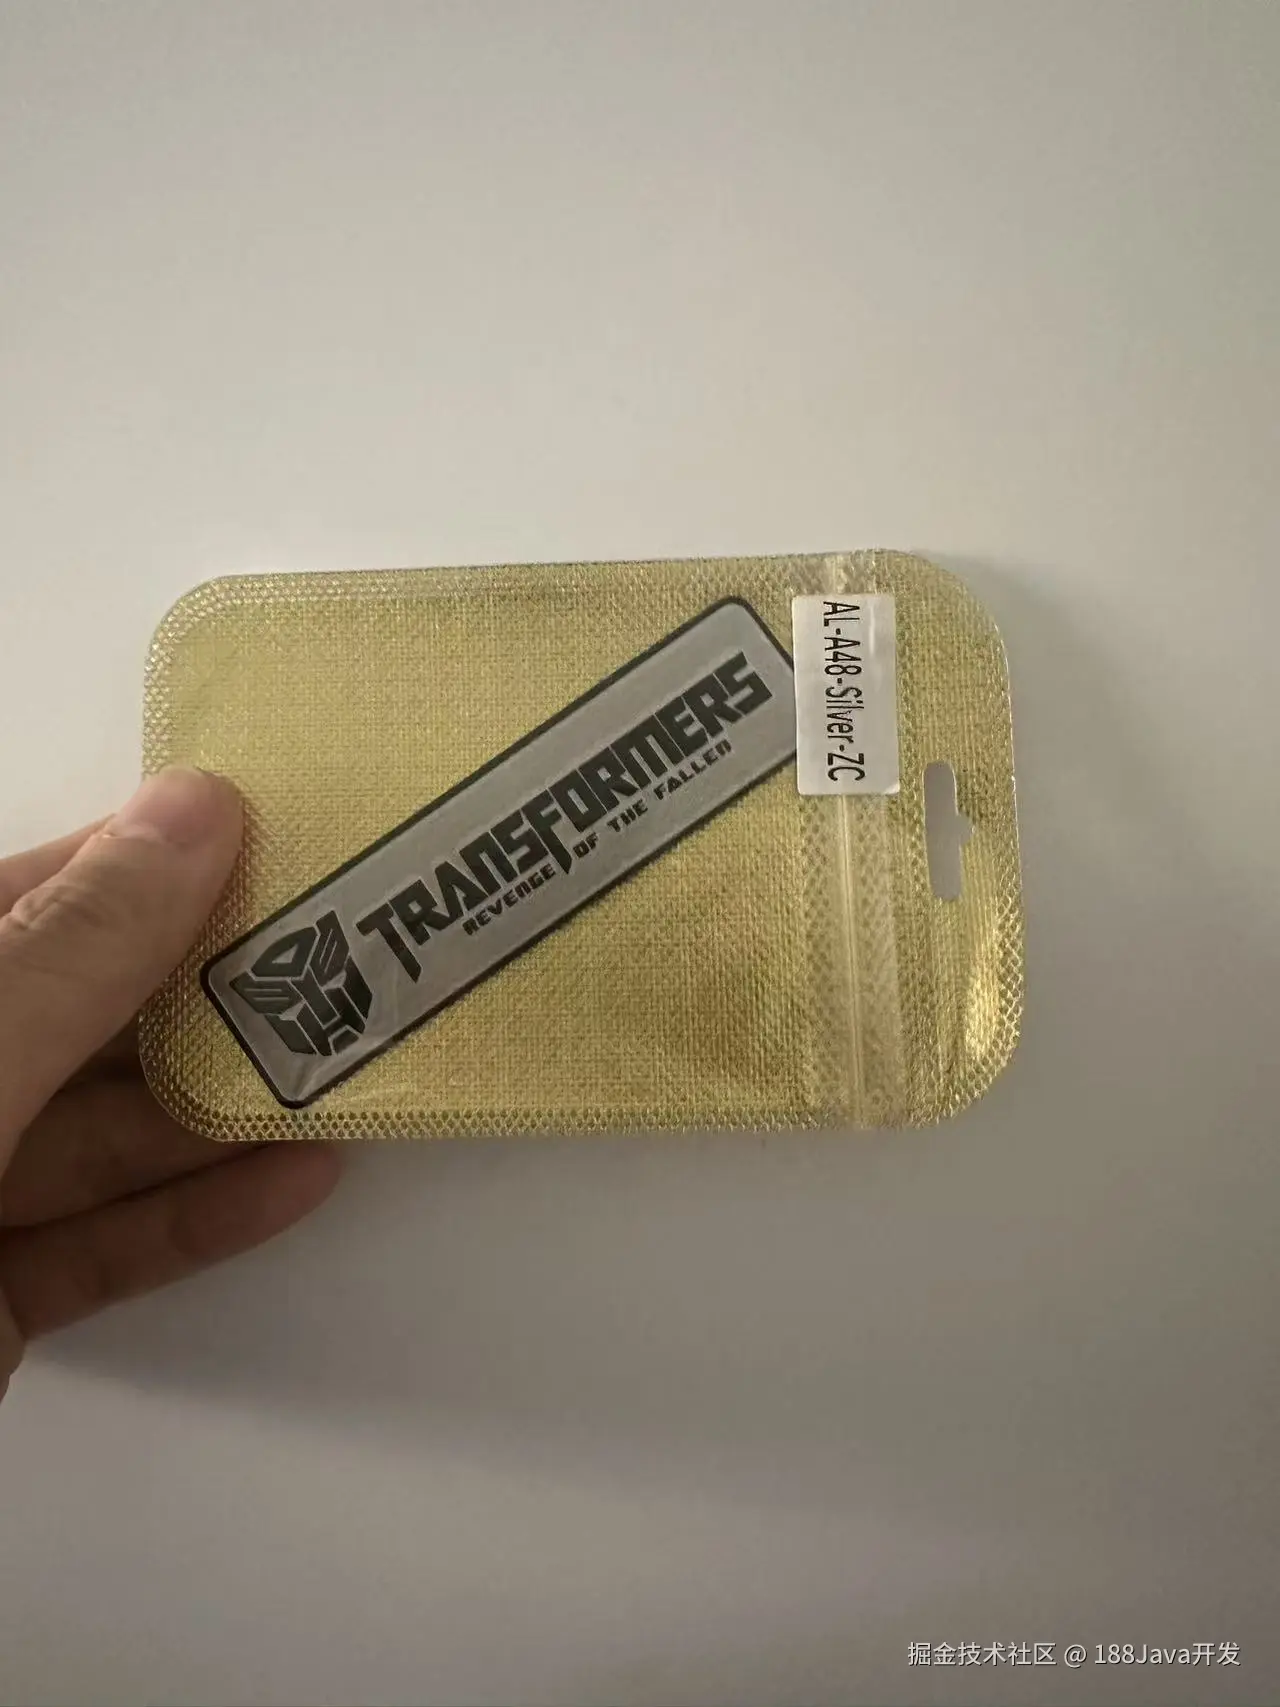 AL-A48-Silver-ZC
TRANSFORMERS
REVENGE OF THE FALLEN
掘金技术社区 @ 188Java开发